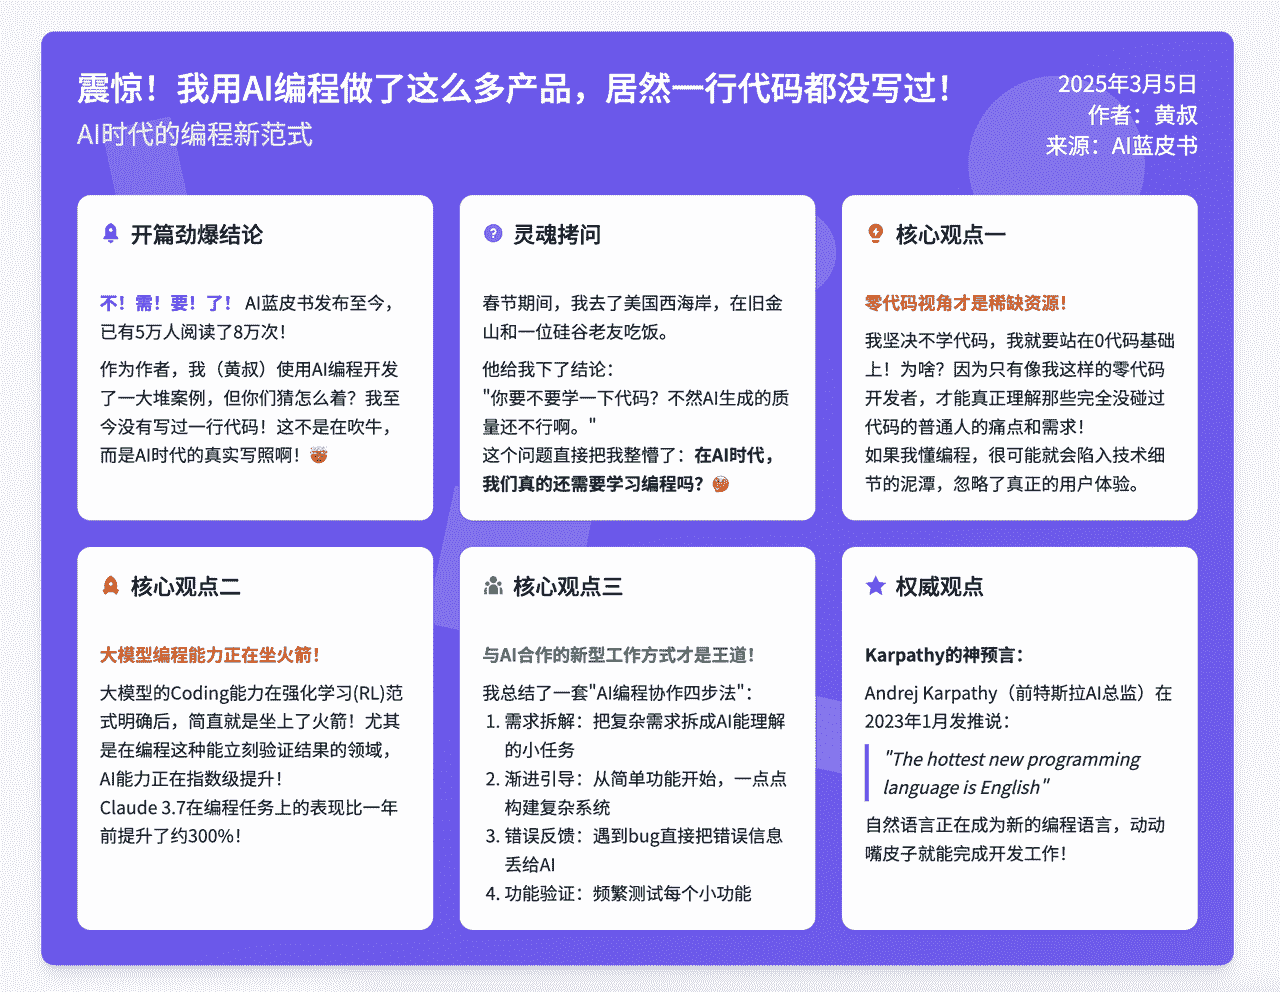 震惊！我用AI编程做了这么多产品，居然一行代码都没写过！
AI时代的编程新范式
2025年3月5日
作者：黄叔
来源：AI蓝皮书
开篇劲爆结论
不！需！要！了！ AI蓝皮书发布至今，
已有5万人阅读了8万次！
作为作者，我（黄叔）使用AI编程开发
了一大堆案例，但你们猜怎么着？我至
今没有写过一行代码！这不是在吹牛，
而是AI时代的真实写照啊！🤯
灵魂拷问
春节期间，我去了美国西海岸，在旧金
山和一位硅谷老友吃饭。
他给我下了结论：
"你要不要学一下代码？不然AI生成的质
量还不行啊。"
这个问题直接把我整懵了：在AI时代，
我们真的还需要学习编程吗？
核心观点一
零代码视角才是稀缺资源！
我坚决不学代码，我就要站在0代码基础
上！为啥？因为只有像我这样的零代码
开发者，才能真正理解那些完全没碰过
代码的普通人的痛点和需求！
如果我懂编程，很可能就会陷入技术细
节的泥潭，忽略了真正的用户体验。
核心观点二
大模型编程能力正在坐火箭！
大模型的Coding能力在强化学习(RL)范
式明确后，简直就是坐上了火箭！尤其
是在编程这种能立刻验证结果的领域，
AI能力正在指数级提升！
Claude 3.7在编程任务上的表现比一年
前提升了约300%！
核心观点三
与AI合作的新型工作方式才是王道！
我总结了一套"AI编程协作四步法"：
1. 需求拆解：把复杂需求拆成AI能理解
的小任务
2. 渐进引导：从简单功能开始，一点点
构建复杂系统
3. 错误反馈：遇到bug直接把错误信息
丢给AI
4. 功能验证：频繁测试每个小功能
权威观点
Karpathy的神预言：
Andrej Karpathy（前特斯拉AI总监）在
2023年1月发推说：
"The hottest new programming
language is English"
自然语言正在成为新的编程语言，动动
嘴皮子就能完成开发工作！